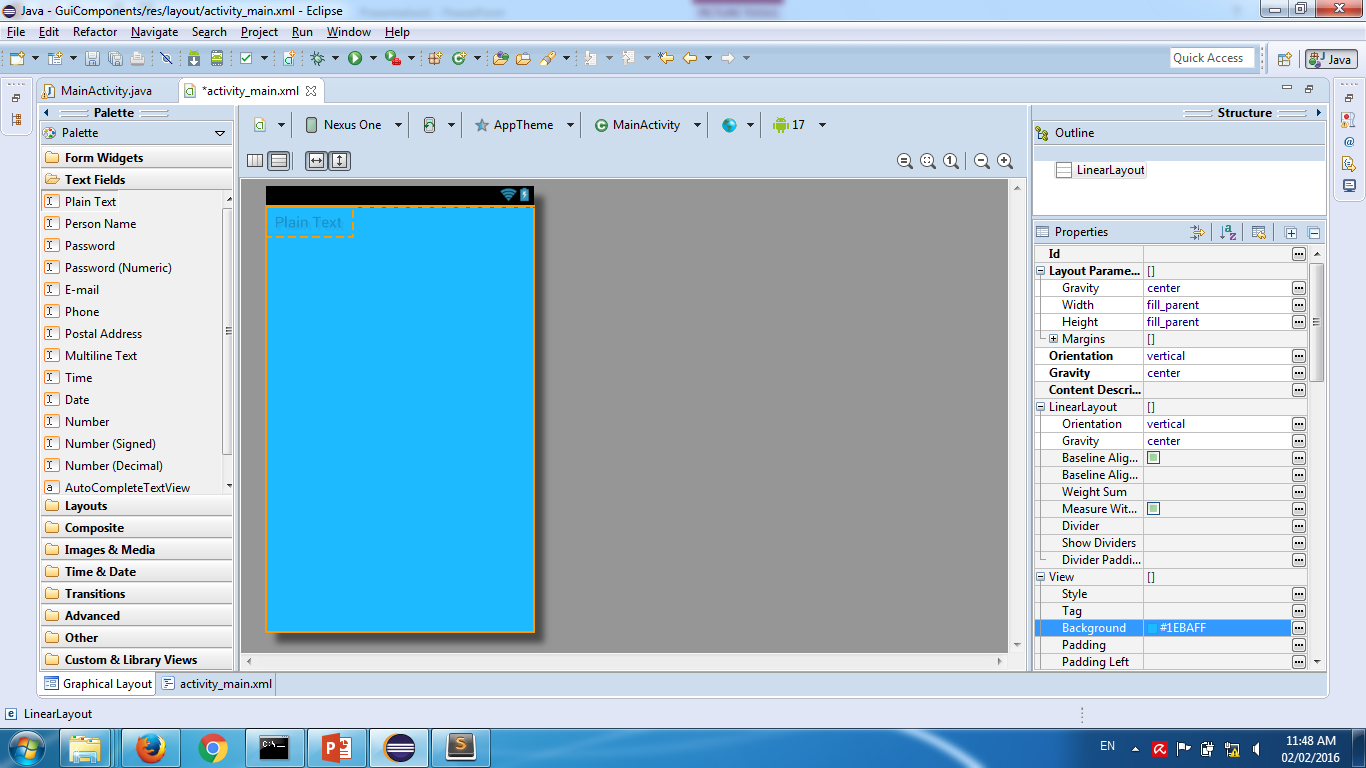 Java - GuiComponents/res/layout/activity_main.xml - Eclipse
File Edit Refactor Navigate Search Project Run Window Help
Quick Access
Java
MainActivity.java
*activity_main.xml
Palette
Palette
Form Widgets
Text Fields
Plain Text
Person Name
Password
Password (Numeric)
E-mail
Phone
Postal Address
Multiline Text
Time
Date
Number
Number (Signed)
Number (Decimal)
AutoCompleteTextView
Layouts
Composite
Images & Media
Time & Date
Transitions
Advanced
Other
Custom & Library Views
Nexus One
AppTheme
MainActivity
17
Plain Text
Structure
Outline
LinearLayout
Properties
Id
Layout Parame... []
Gravity center
Width fill_parent
Height fill_parent
Margins []
Orientation vertical
Gravity center
Content Descri...
LinearLayout []
Orientation vertical
Gravity center
Baseline Alig...
Baseline Alig...
Weight Sum
Measure Wit...
Divider
Show Dividers
Divider Paddi...
View []
Style
Tag
Background #1EBAFF
Padding
Padding Left
Graphical Layout
activity_main.xml
LinearLayout
EN
11:48 AM
02/02/2016